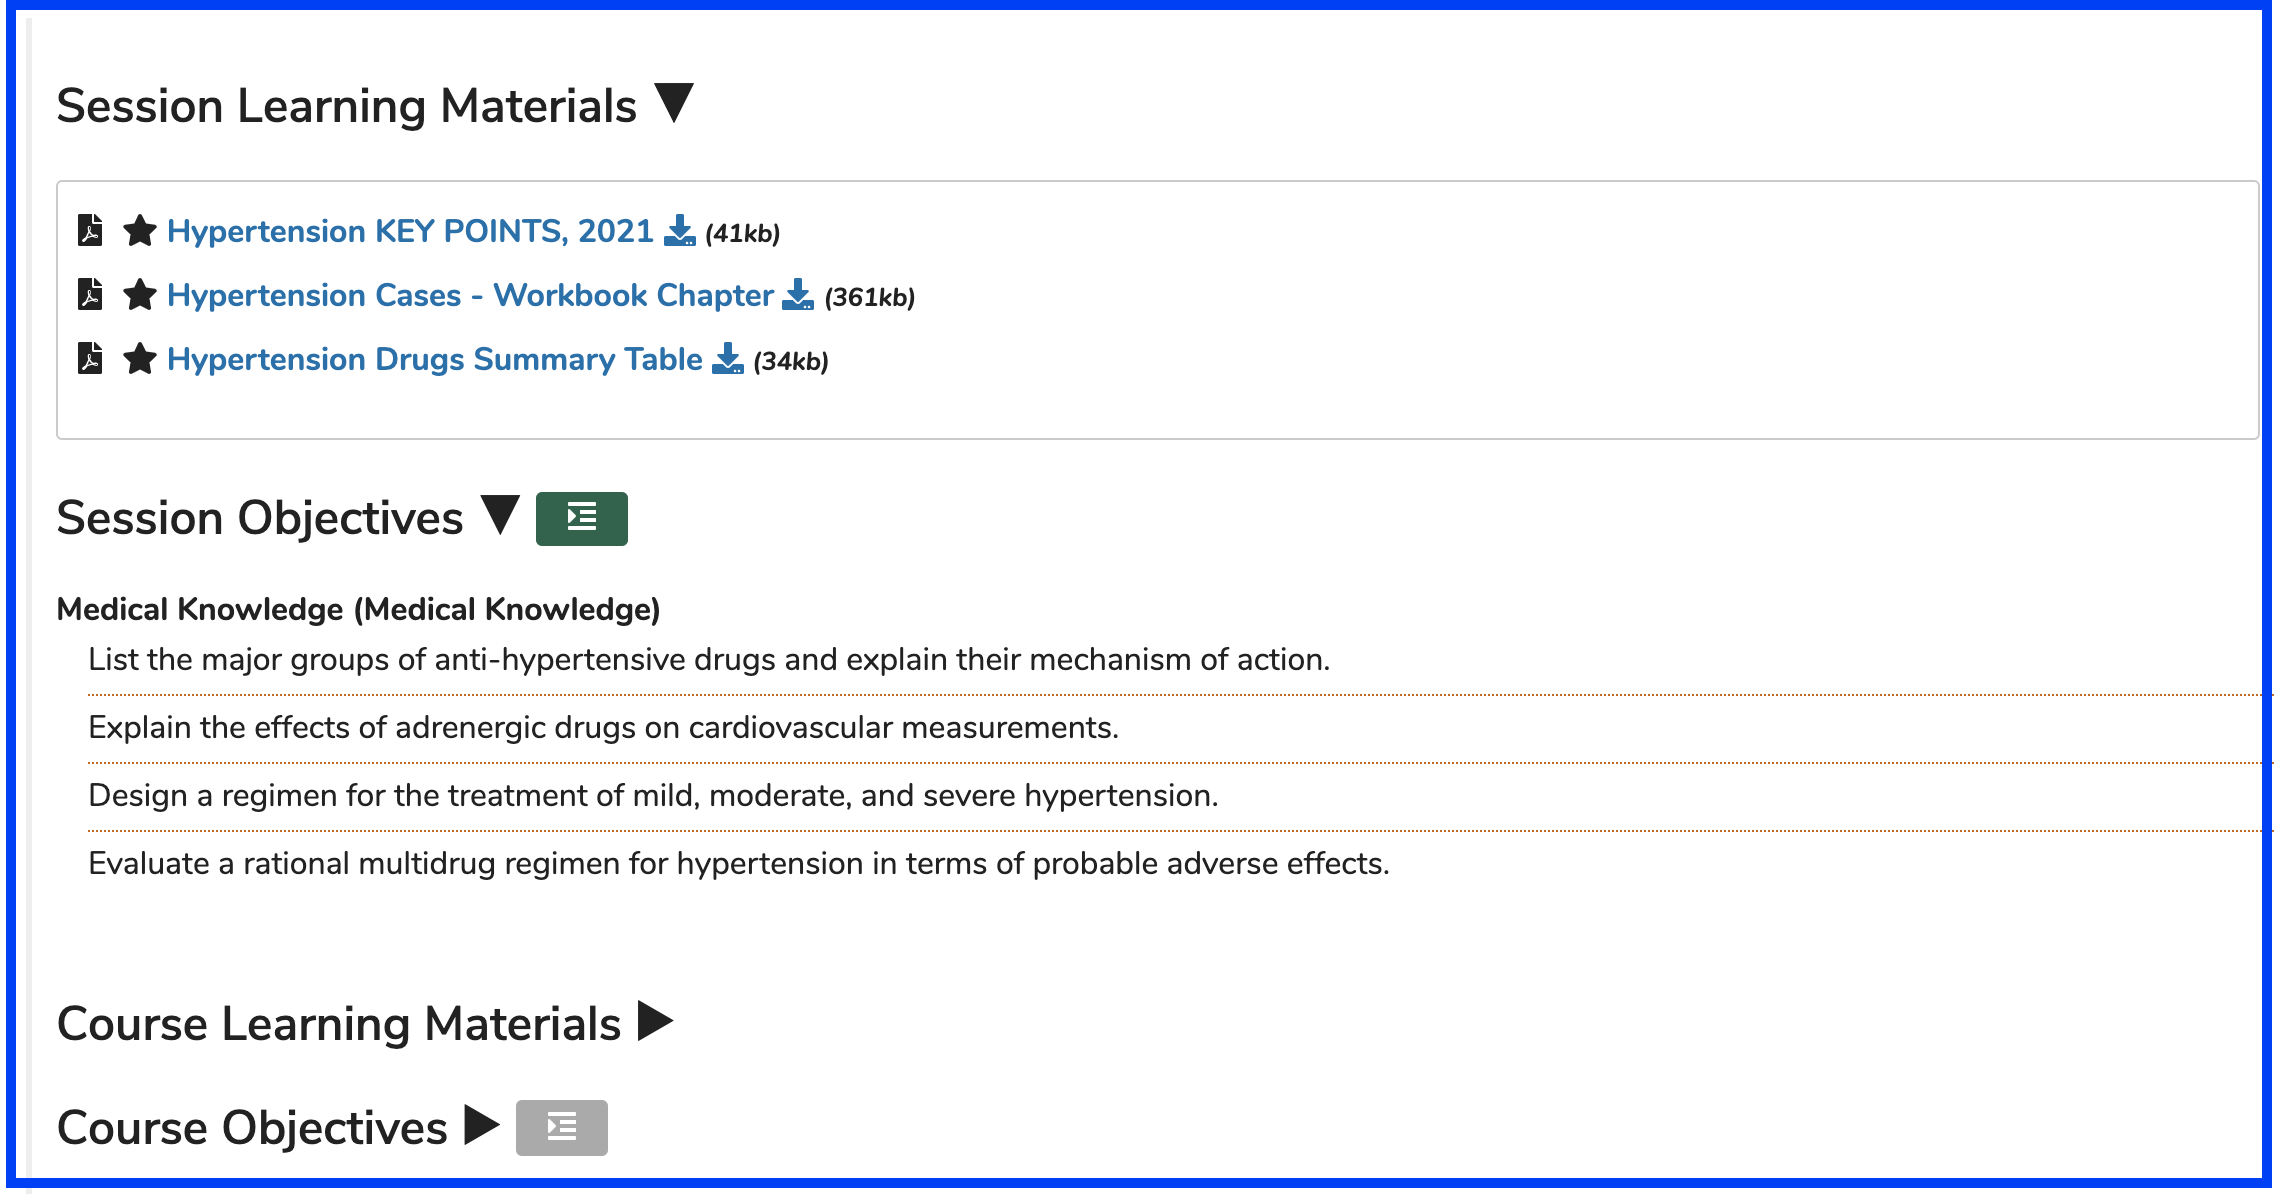 Session Learning Materials
Hypertension KEY POINTS, 2021 (41kb)
Hypertension Cases - Workbook Chapter (361kb)
Hypertension Drugs Summary Table (34kb)
Session Objectives
Medical Knowledge (Medical Knowledge)
List the major groups of anti-hypertensive drugs and explain their mechanism of action.
Explain the effects of adrenergic drugs on cardiovascular measurements.
Design a regimen for the treatment of mild, moderate, and severe hypertension.
Evaluate a rational multidrug regimen for hypertension in terms of probable adverse effects.
Course Learning Materials
Course Objectives